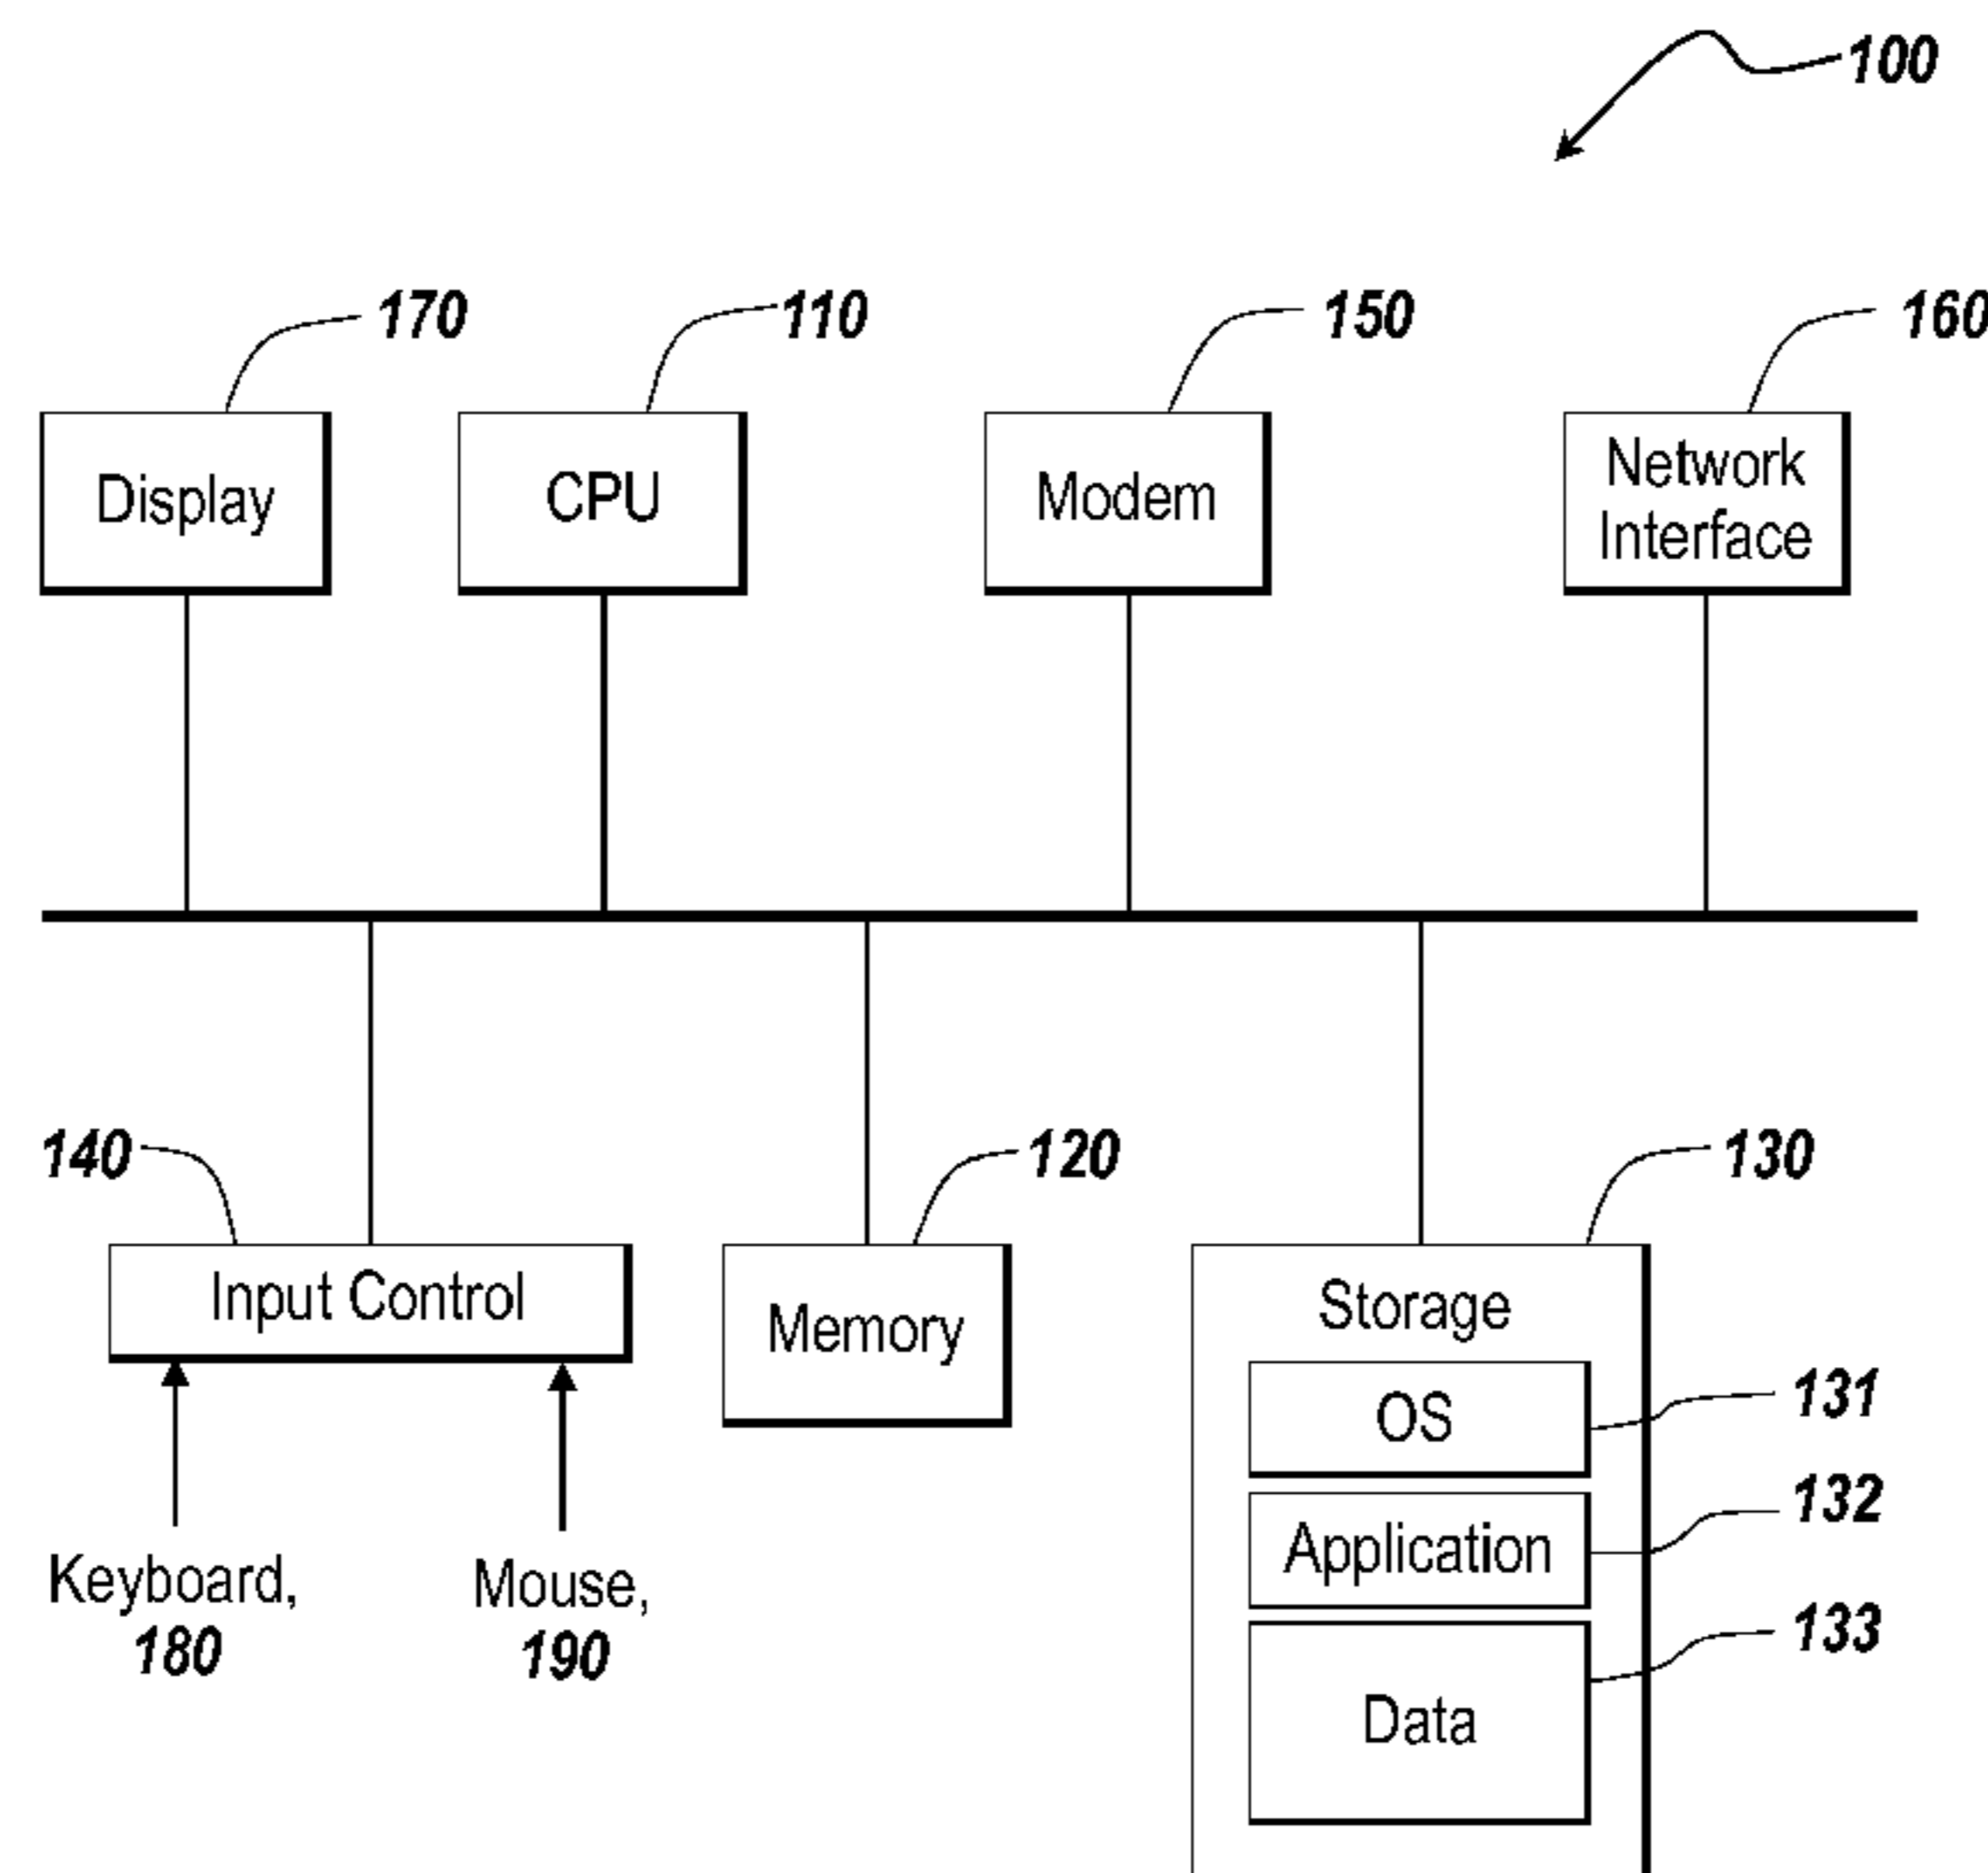 100
170
110
150
160
Display
CPU
Modem
Network
Interface
140
120
130
Input Control
Memory
Storage
OS
131
Application
132
Data
133
Keyboard,
180
Mouse,
190